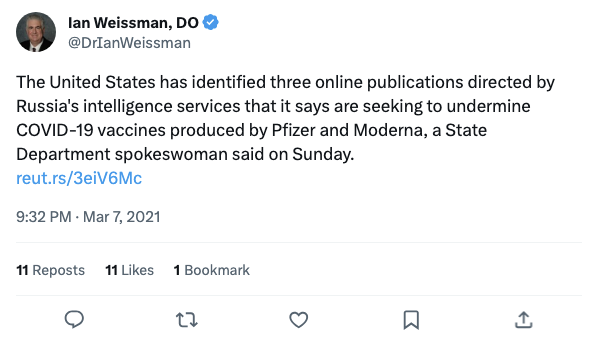 Ian Weissman, DO
@DrIanWeissman
The United States has identified three online publications directed by
Russia's intelligence services that it says are seeking to undermine
COVID-19 vaccines produced by Pfizer and Moderna, a State
Department spokeswoman said on Sunday.
reut.rs/3eiV6Mc
9:32 PM · Mar 7, 2021
11 Reposts 11 Likes 1 Bookmark